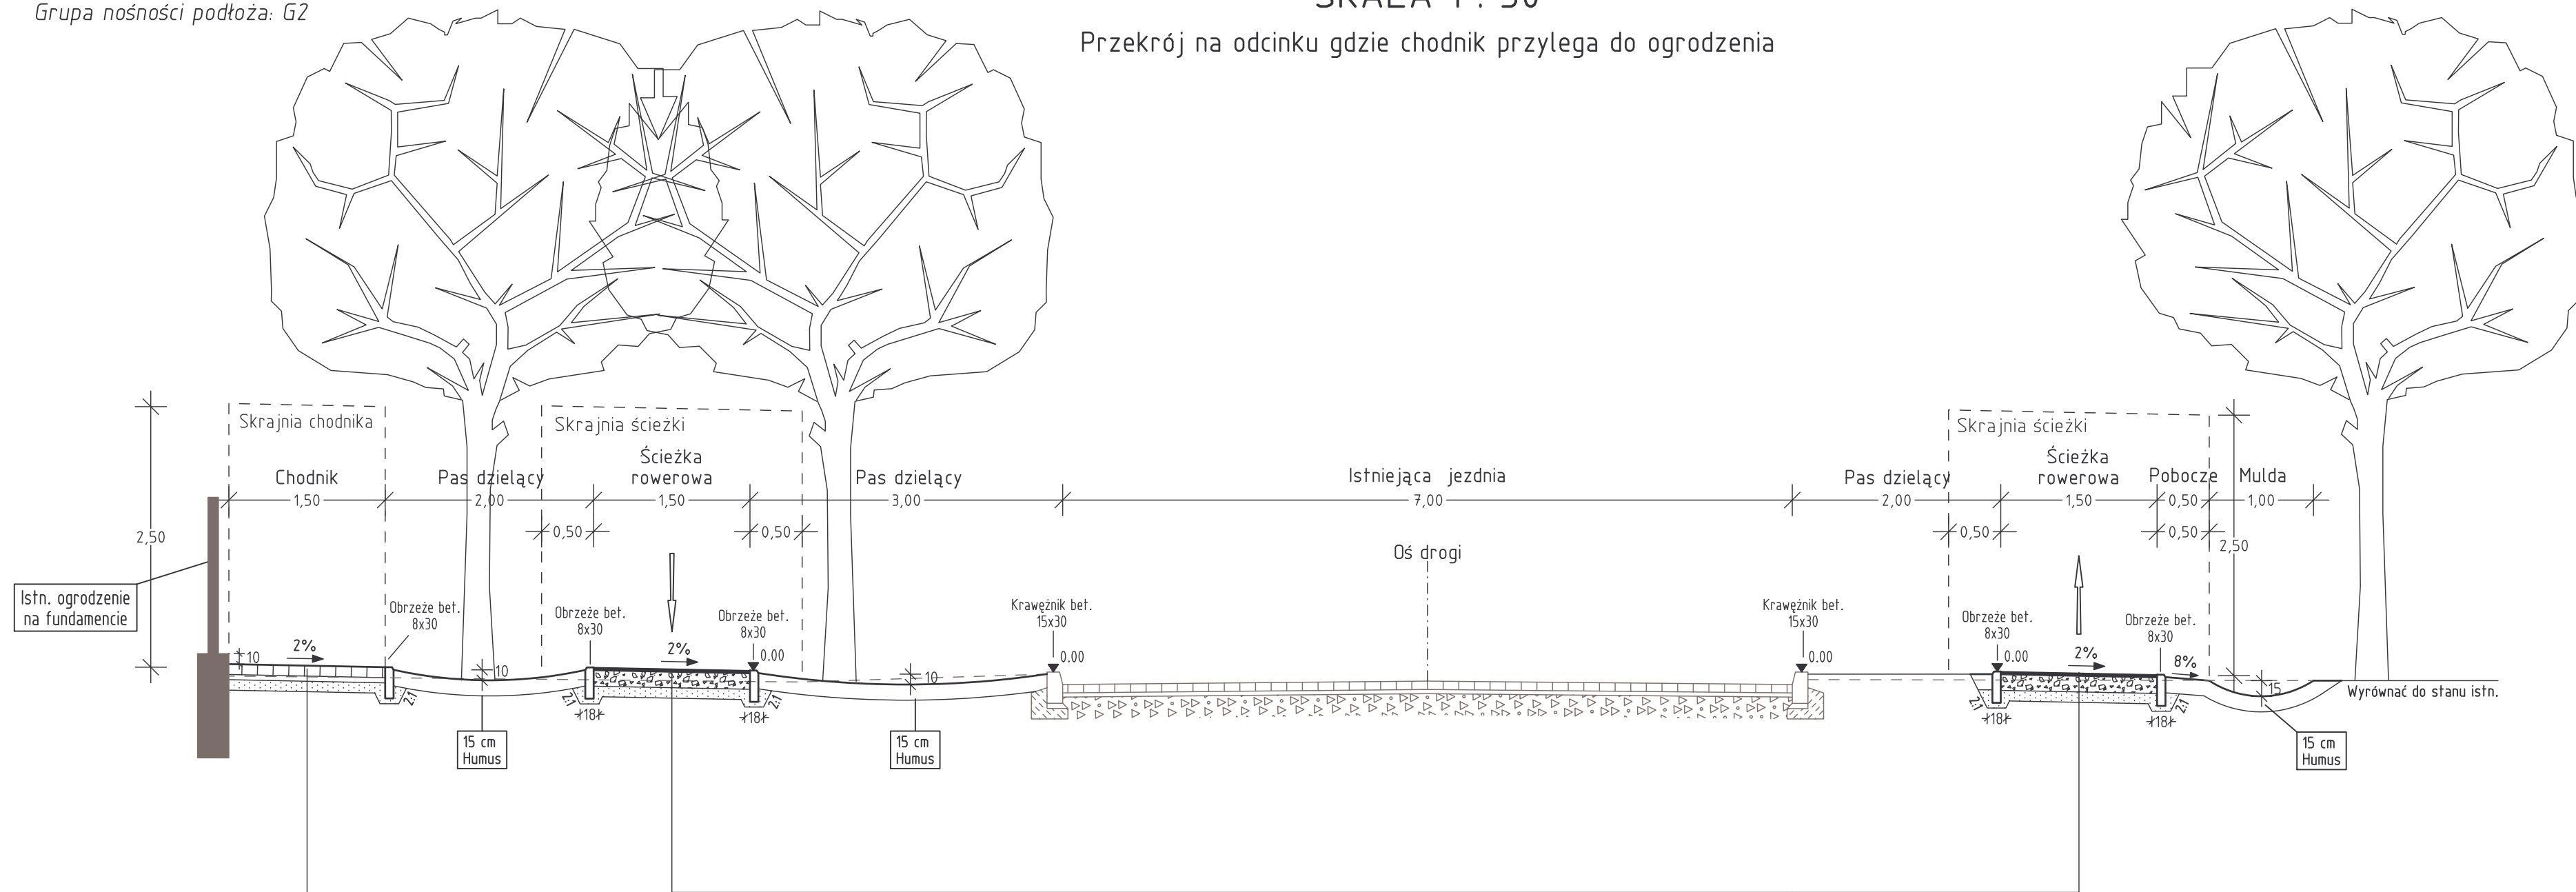 Grupa nośności podłoża: G2
SKALA 1 : 50
Przekrój na odcinku gdzie chodnik przylega do ogrodzenia
Skrajnia chodnika
Skrajnia ścieżki
Skrajnia ścieżki
Chodnik
Pas dzielący
Ścieżka
rowerowa
Pas dzielący
Istniejąca jezdnia
Pas dzielący
Ścieżka
rowerowa
Pobocze
Mulda
1,50
2,00
1,50
3,00
7,00
2,00
1,50
0,50
1,00
2,50
0,50
0,50
0,50
0,50
2,50
Oś drogi
Istn. ogrodzenie
na fundamencie
Obrzeże bet.
8x30
Obrzeże bet.
8x30
Obrzeże bet.
8x30
Krawężnik bet.
15x30
Krawężnik bet.
15x30
Obrzeże bet.
8x30
Obrzeże bet.
8x30
10
2%
10
2%
0.00
10
0.00
0.00
0.00
2%
8%
15
Wyrównać do stanu istn.
2:1
2:1
18
18
2:1
2:1
18
18
2:1
15 cm
Humus
15 cm
Humus
15 cm
Humus